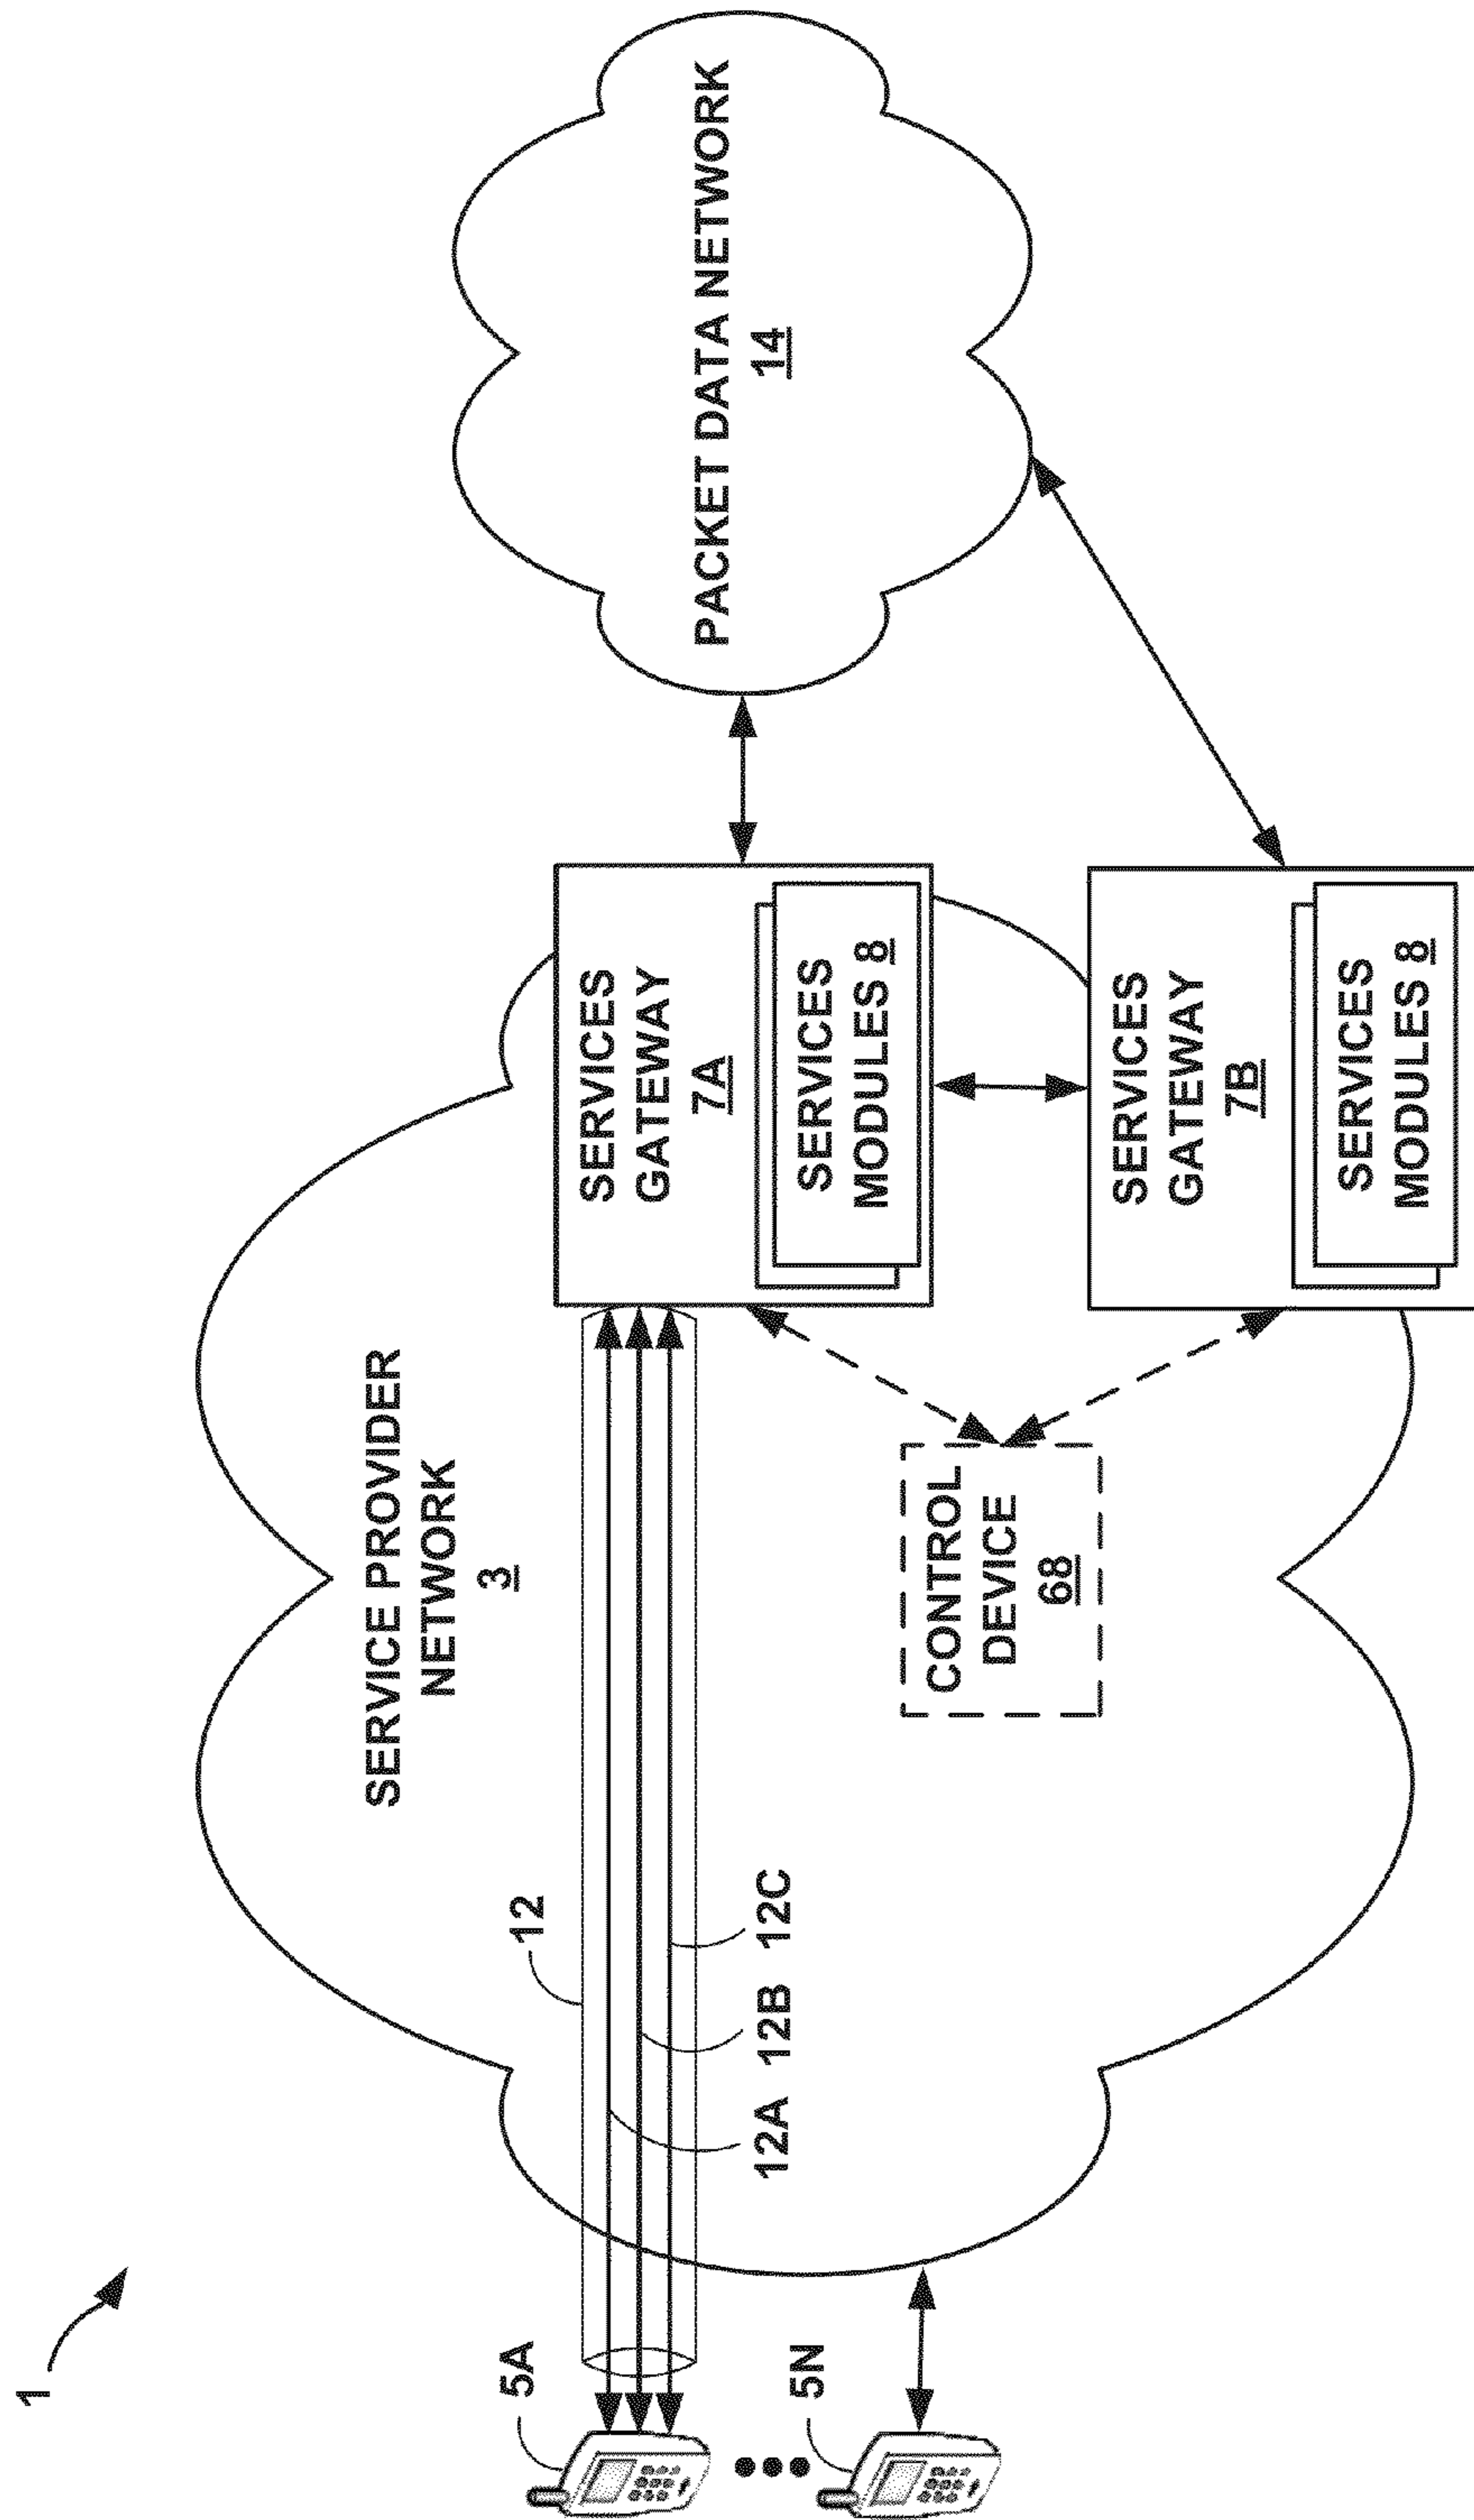 1
SERVICE PROVIDER
NETWORK
3
5A
12
12A
12B
12C
5N
CONTROL
DEVICE
68
SERVICES
GATEWAY
7A
SERVICES
MODULES 8
SERVICES
GATEWAY
7B
SERVICES
MODULES 8
PACKET DATA NETWORK
14